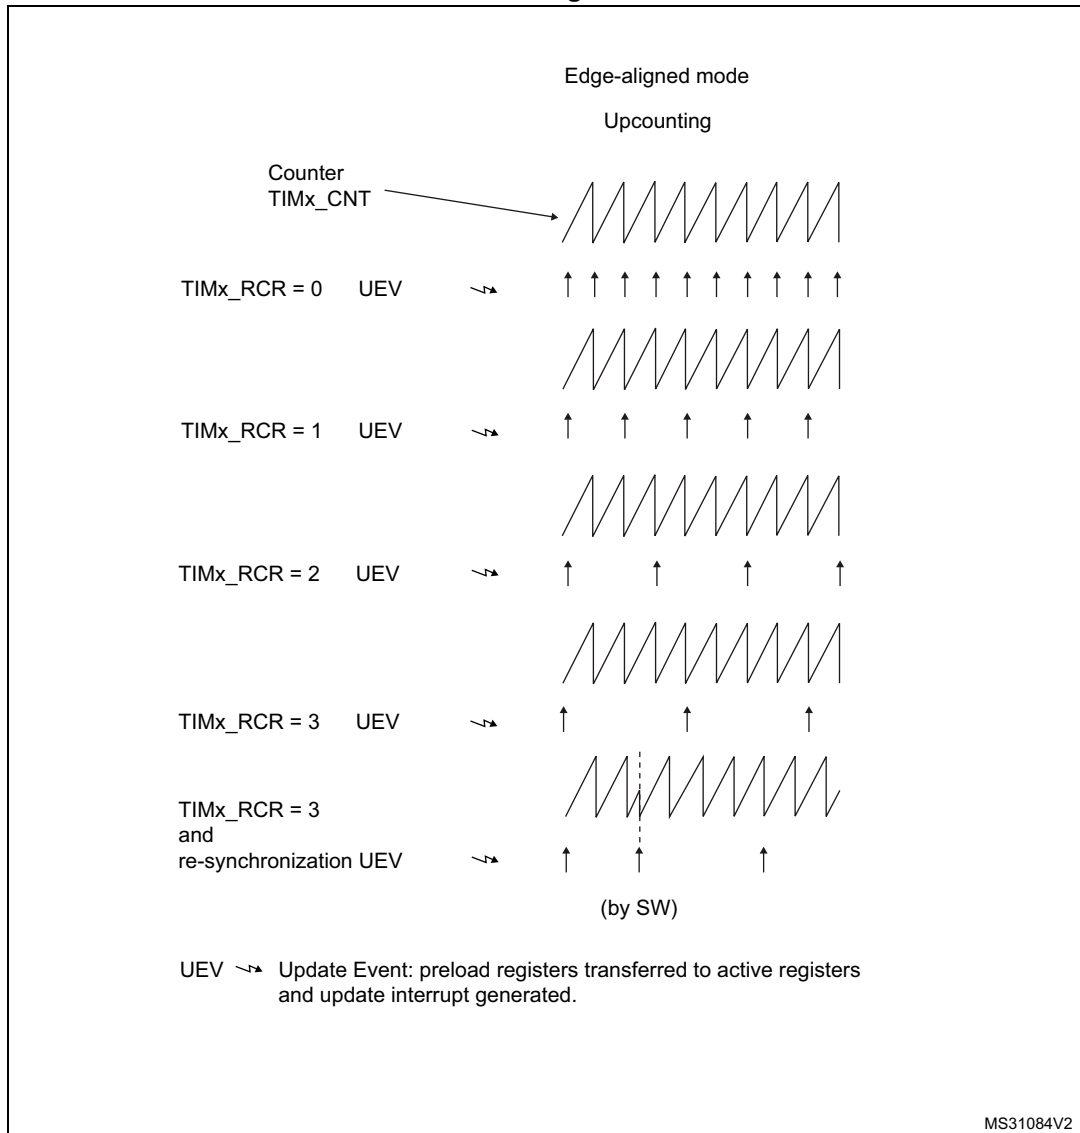 Edge-aligned mode
Upcounting
Counter
TIMx_CNT
TIMx_RCR = 0 UEV
TIMx_RCR = 1 UEV
TIMx_RCR = 2 UEV
TIMx_RCR = 3 UEV
TIMx_RCR = 3
and
re-synchronization UEV
(by SW)
UEV Update Event: preload registers transferred to active registers
and update interrupt generated.
MS31084V2